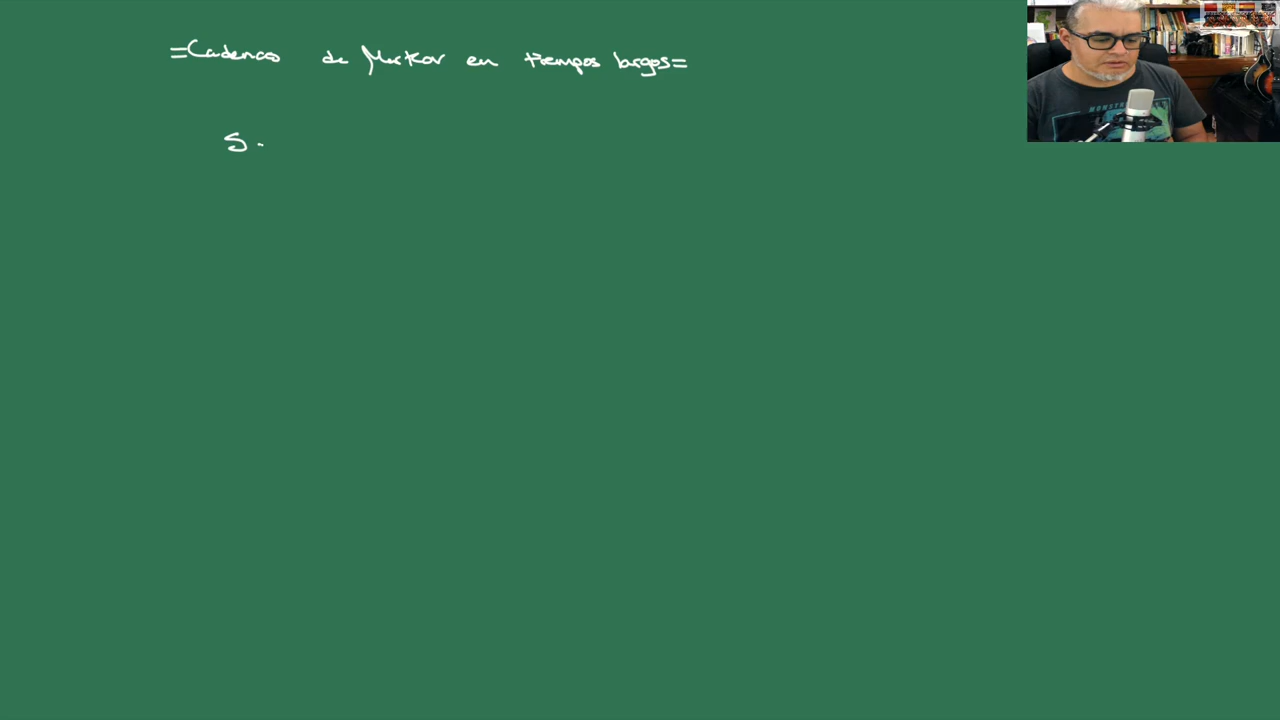 =Cadenas de Markov en tiempos largos=
S.